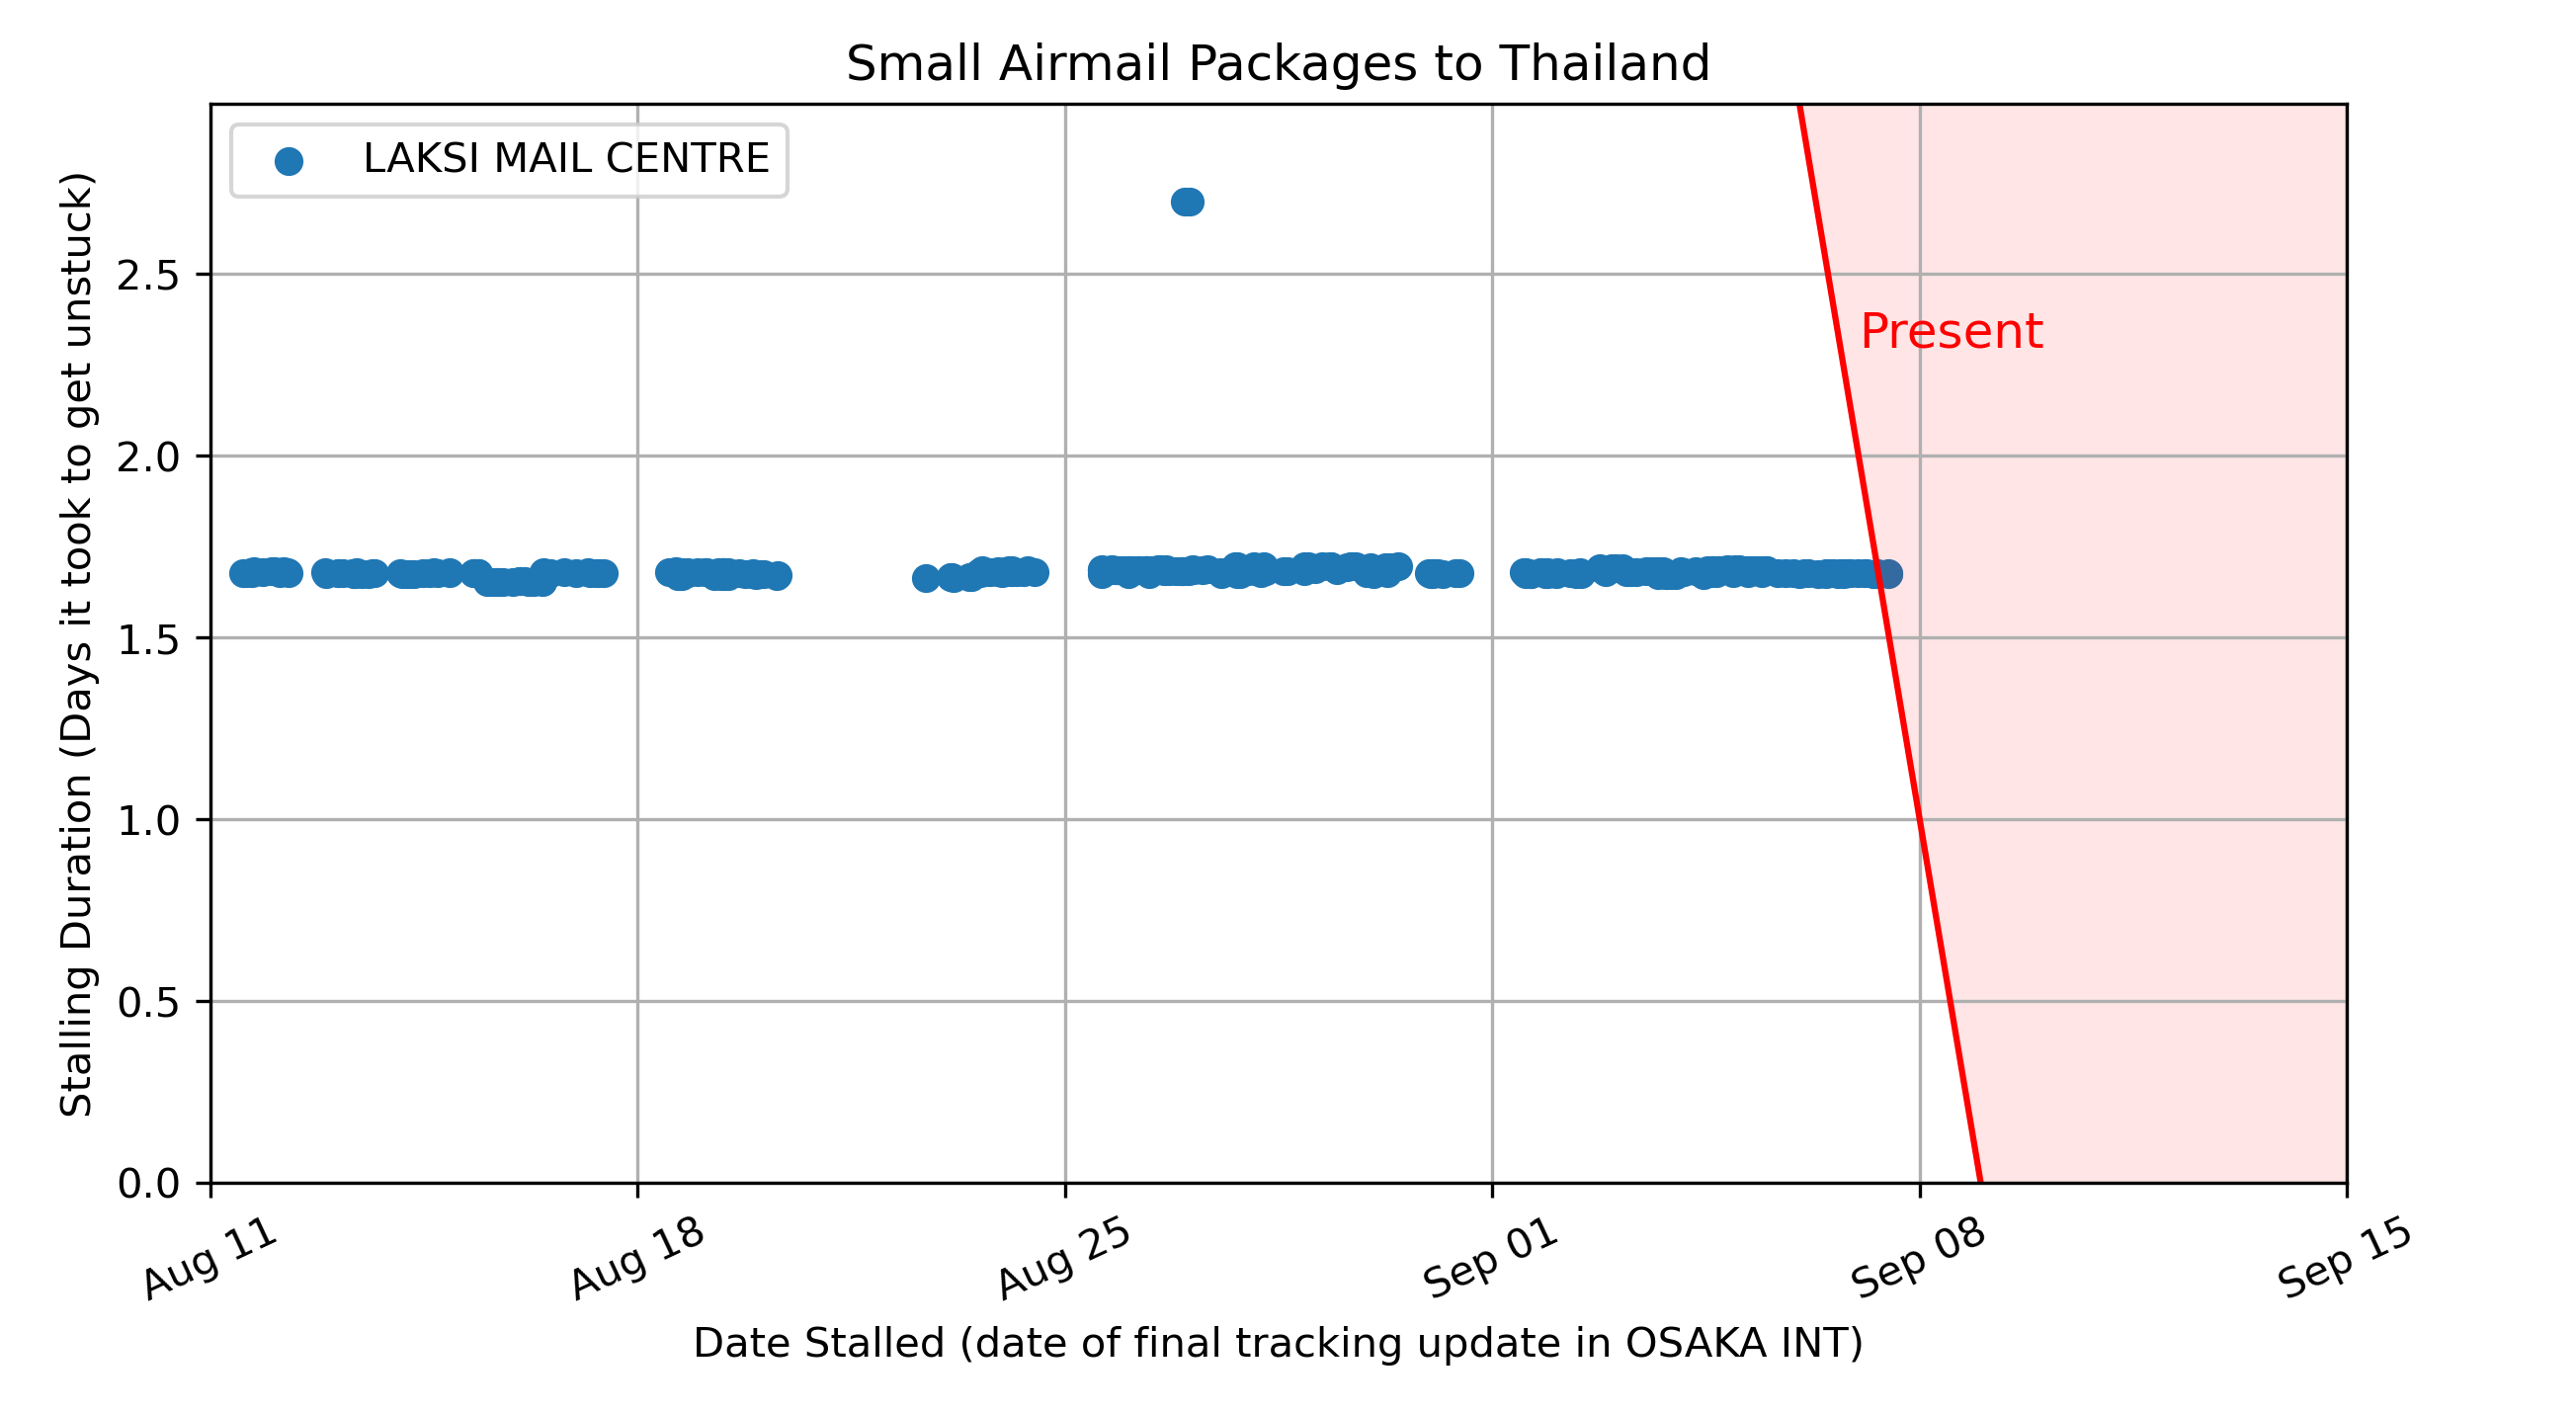 Small Airmail Packages to Thailand
LAKSI MAIL CENTRE
Present
Stalling Duration (Days it took to get unstuck)
2.5
2.0
1.5
1.0
0.5
0.0
Aug 11
Aug 18
Aug 25
Sep 01
Sep 08
Sep 15
Date Stalled (date of final tracking update in OSAKA INT)